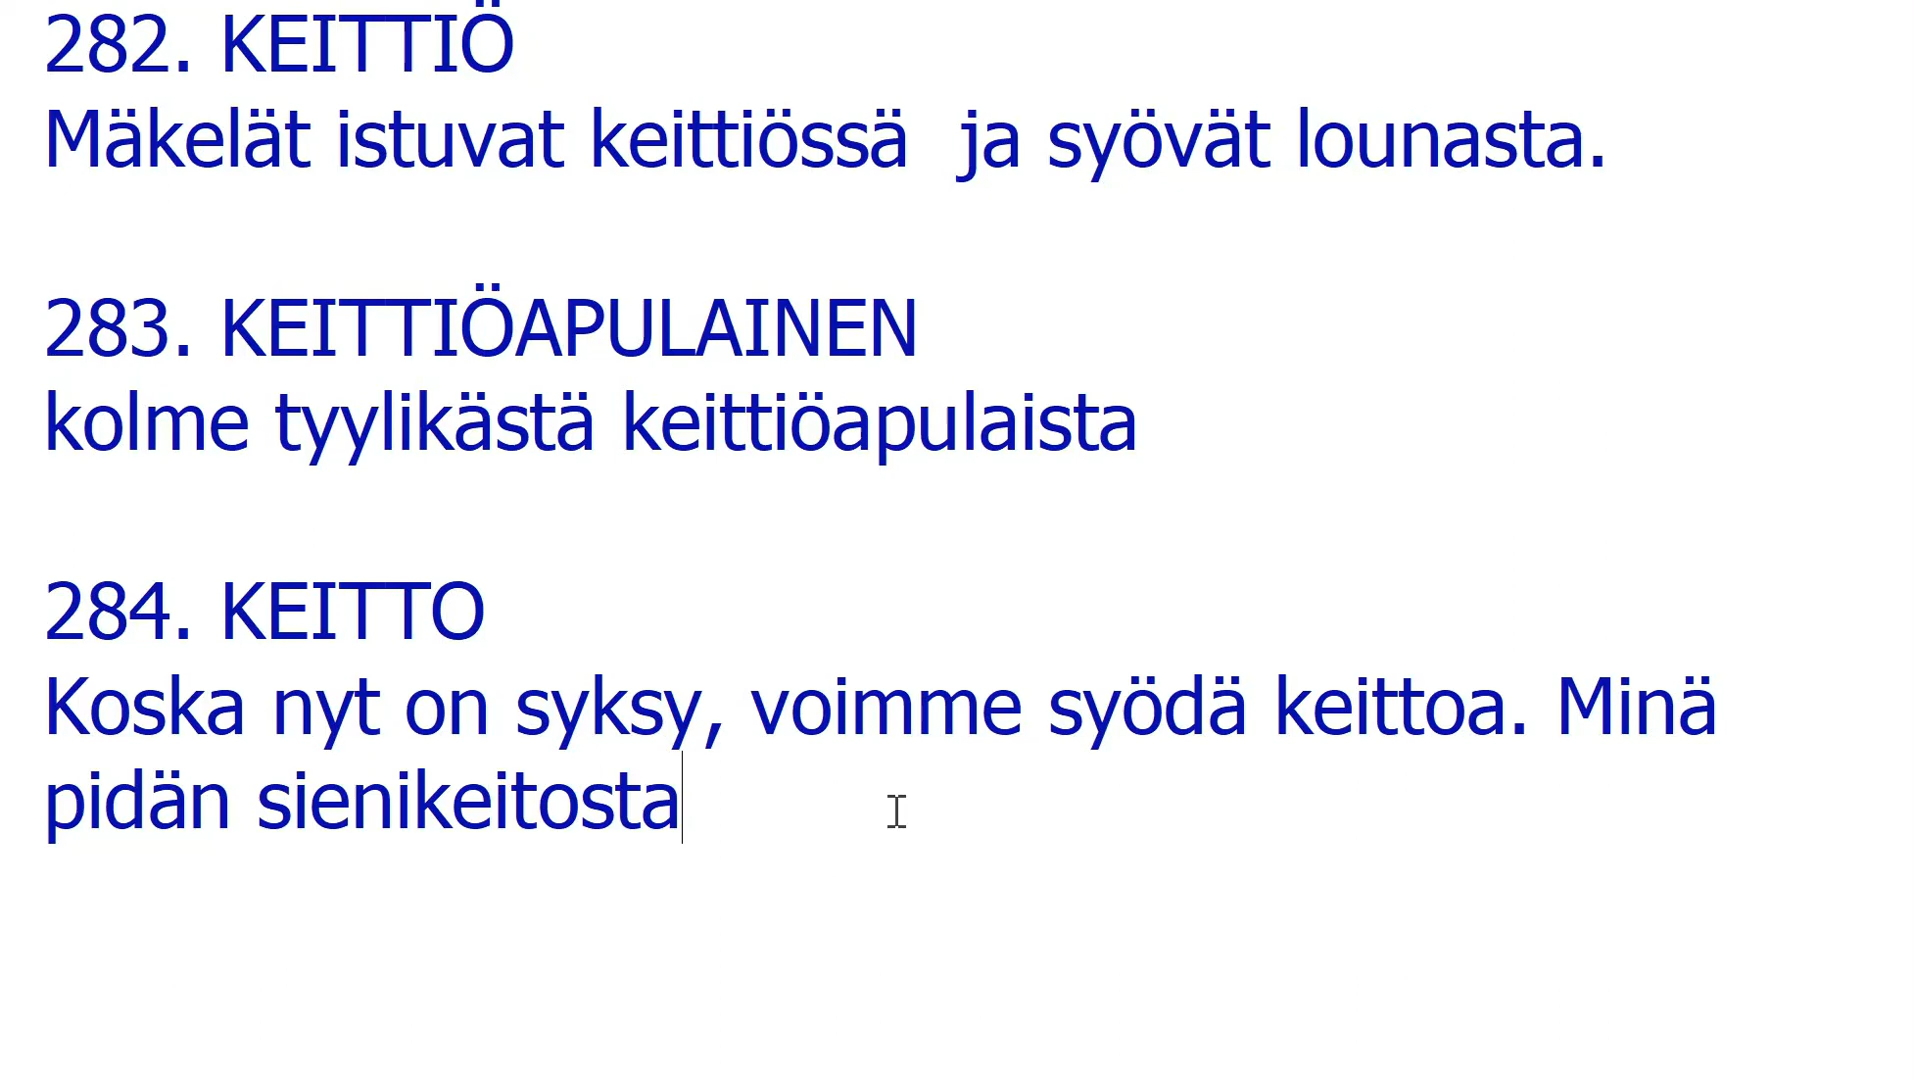 282. KEITTIÖ
Mäkelät istuvat keittiössä  ja syövät lounasta.
283. KEITTIÖAPULAINEN
kolme tyylikästä keittiöapulaista
284. KEITTO
Koska nyt on syksy, voimme syödä keittoa. Minä
pidän sienikeitosta